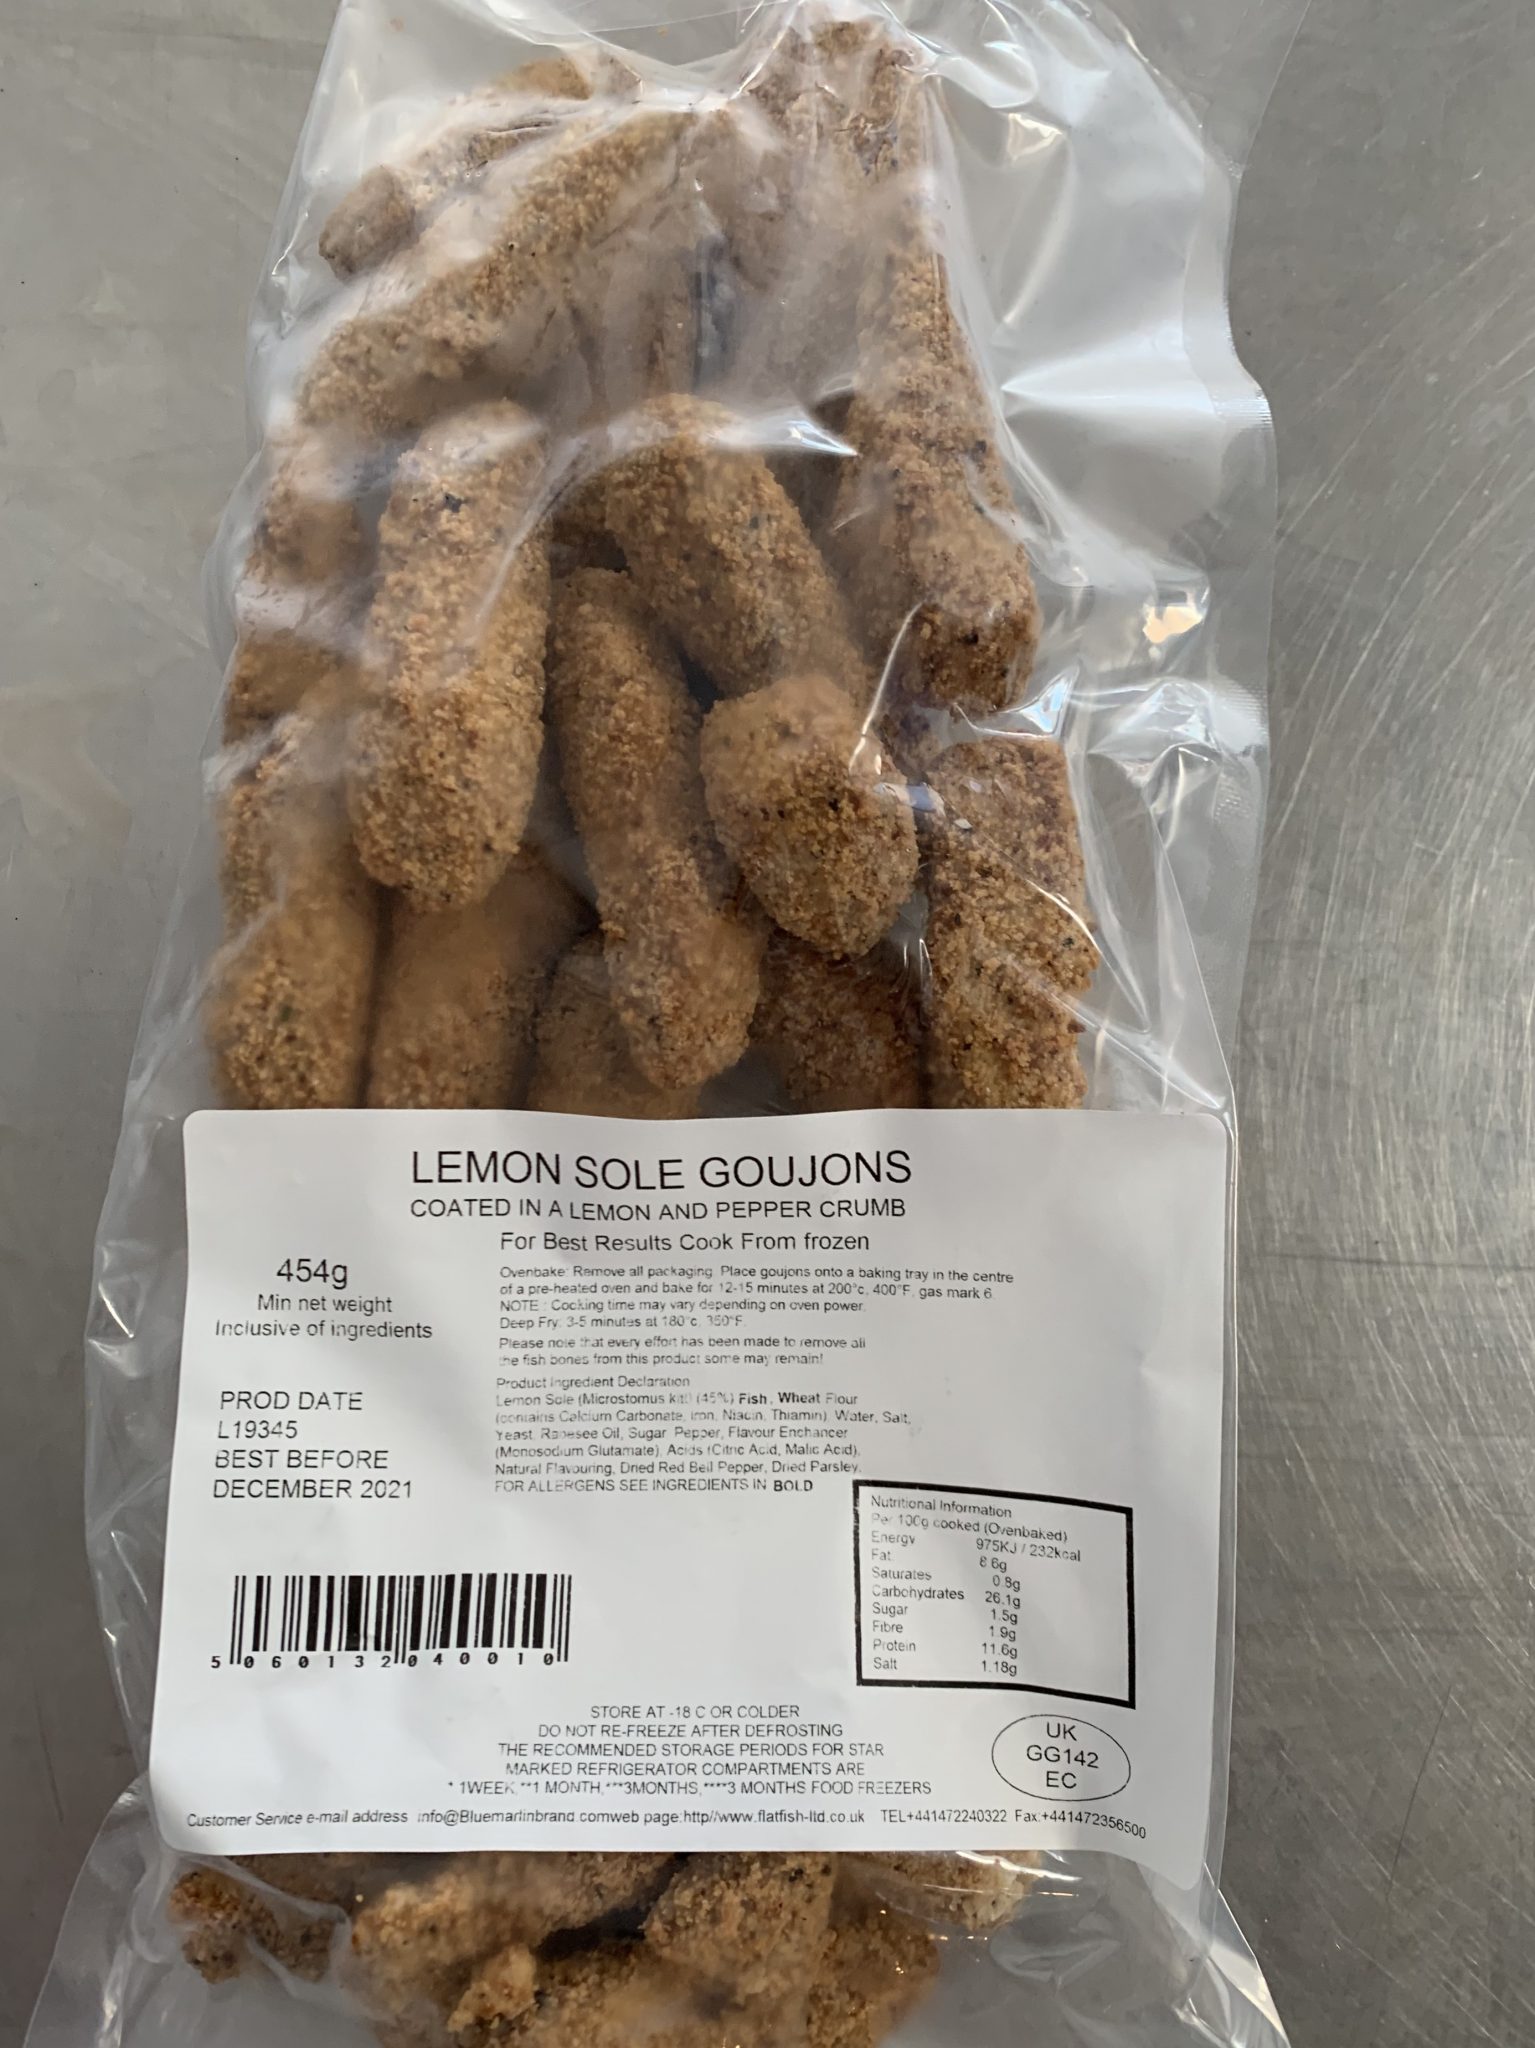 LEMON SOLE GOUJONS
COATED IN A LEMON AND PEPPER CRUMB
For Best Results Cook From frozen
454g
Min net weight
Inclusive of ingredients
Ovenbake: Remove all packaging. Place goujons onto a baking tray in the centre
of a pre-heated oven and bake for 12-15 minutes at 200°c, 400°F, gas mark 6.
NOTE : Cooking time may vary depending on oven power.
Deep Fry: 3-5 minutes at 180°c, 350°F.
Please note that every effort has been made to remove all
the fish bones from this product some may remain!
PROD DATE
L19345
BEST BEFORE
DECEMBER 2021
Product Ingredient Declaration
Lemon Sole (Microstomus kitt) (45%) Fish, Wheat Flour
(contains Calcium Carbonate, Iron, Niacin, Thiamin), Water, Salt,
Yeast, Rapesee Oil, Sugar, Pepper, Flavour Enchancer
(Monosodium Glutamate), Acids (Citric Acid, Malic Acid),
Natural Flavouring, Dried Red Bell Pepper, Dried Parsley.
FOR ALLERGENS SEE INGREDIENTS IN BOLD
Nutritional Information
Per 100g cooked (Ovenbaked)
Energy 975KJ / 232kcal
Fat 8.6g
Saturates 0.8g
Carbohydrates 26.1g
Sugar 1.5g
Fibre 1.9g
Protein 11.6g
Salt 1.18g
5 060132 040010
STORE AT -18 C OR COLDER
DO NOT RE-FREEZE AFTER DEFROSTING
THE RECOMMENDED STORAGE PERIODS FOR STAR
MARKED REFRIGERATOR COMPARTMENTS ARE
* 1WEEK, **1 MONTH, ***3MONTHS, ****3 MONTHS FOOD FREEZERS
UK
GG142
EC
Customer Service e-mail address info@Bluemarlinbrand.comweb page:http//www.flatfish-ltd.co.uk TEL+441472240322 Fax:+441472356500